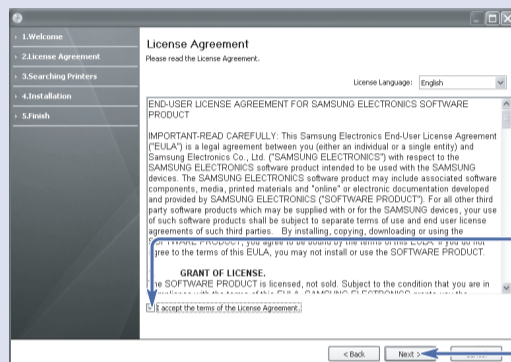 1.Welcome
2.License Agreement
3.Searching Printers
4.Installation
5.Finish
License Agreement
Please read the License Agreement.
License Language: English
END-USER LICENSE AGREEMENT FOR SAMSUNG ELECTRONICS SOFTWARE
PRODUCT
IMPORTANT-READ CAREFULLY: This Samsung Electronics End-User License Agreement
("EULA") is a legal agreement between you (either an individual or a single entity) and
Samsung Electronics Co., Ltd. ("SAMSUNG ELECTRONICS") with respect to the
SAMSUNG ELECTRONICS software product intended to be used with the SAMSUNG
devices. The SAMSUNG ELECTRONICS software product may include associated software
components, media, printed materials and "online" or electronic documentation developed
and provided by SAMSUNG ELECTRONICS ("SOFTWARE PRODUCT"). For all other third
party software products which may be supplied with or for the SAMSUNG devices, your use
of such software products shall be subject to separate terms of use and end user license
agreements of such third parties. By installing, copying, downloading or using the
SOFTWARE PRODUCT, you agree to be bound by the terms of this EULA. If you do not
agree to the terms of this EULA, you may not install or use the SOFTWARE PRODUCT.
GRANT OF LICENSE.
The SOFTWARE PRODUCT is licensed, not sold. Subject to the condition that you are in
I accept the terms of the License Agreement.
< Back
Next >